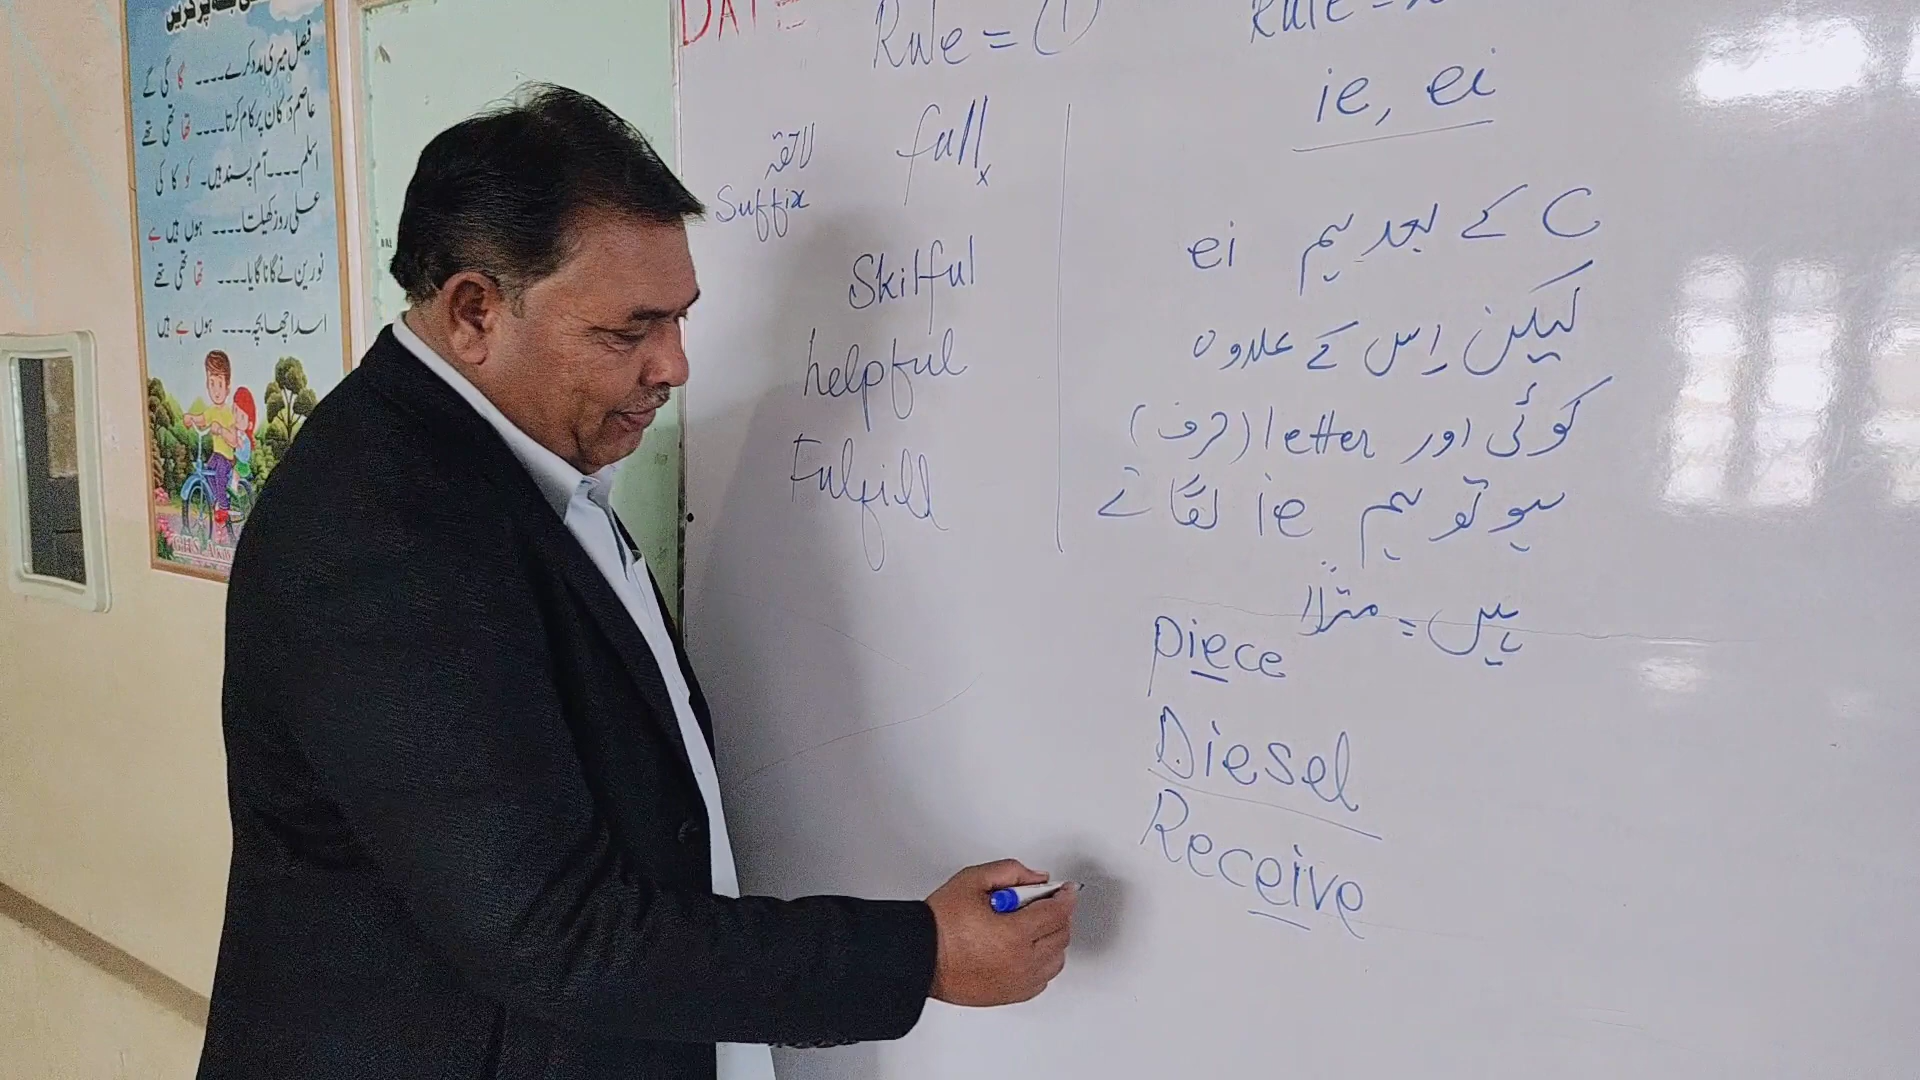 فیصل میری مدد کرے.... گا گی گے
عاصم دکان پر کام کرتا.... تھا تھی تھے
اسلم.... آم پسند ہیں۔ کو کا کی
علی روز کھیلتا.... ہوں ہیں ہے
نورین نے گانا گایا.... تھا تھی تھے
اسد اچھا بچہ.... ہوں ہے ہیں
DATE
Rule = 1
لاحقہ
Suffix
full x
Skilful
helpful
Fulfill
Rule =
ie, ei
C کے بعد ہم ei
لیکن اِس کے علاوہ
کوئی اور letter (حرف)
ہو تو ہم ie لگاتے
ہیں = مثلاً
piece
Diesel
Receive